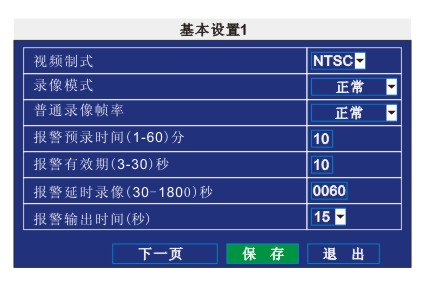 基本设置1
视频制式 NTSC
录像模式 正常
普通录像帧率 正常
报警预录时间(1-60)分 10
报警有效期(3-30)秒 10
报警延时录像(30-1800)秒 0060
报警输出时间(秒) 15
下一页 保存 退出